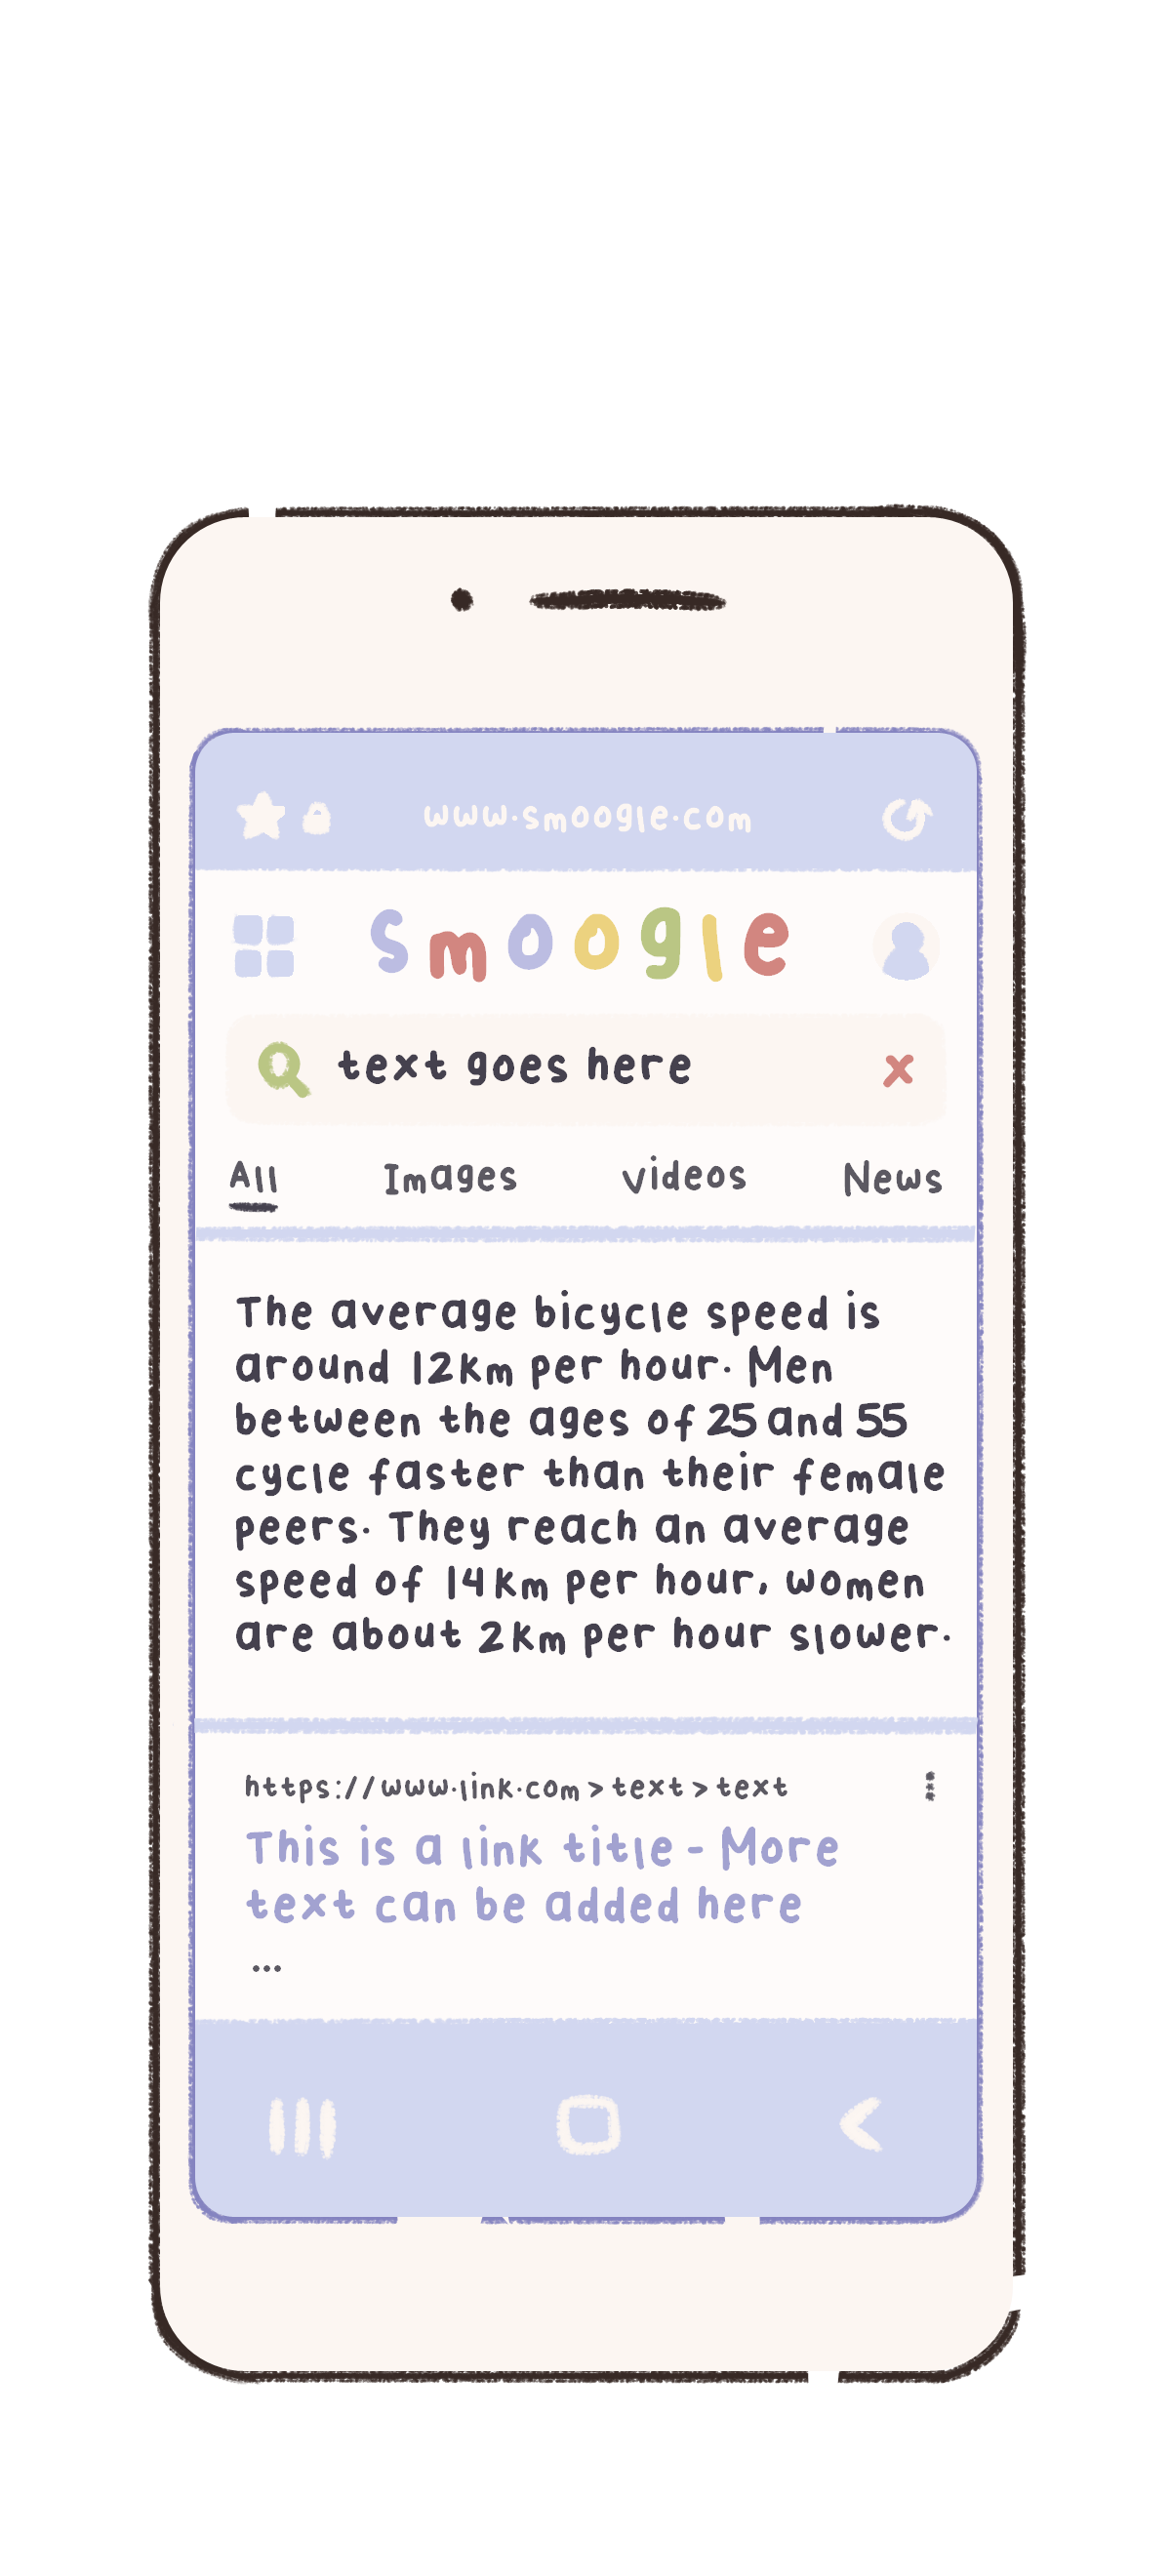 www.smoogle.com
smoogle
text goes here
x
All Images videos News
The average bicycle speed is
around 12km per hour. Men
between the ages of 25 and 55
cycle faster than their female
peers. They reach an average
speed of 14km per hour, women
are about 2km per hour slower.
https://www.link.com > text > text
This is a link title - More
text can be added here
...